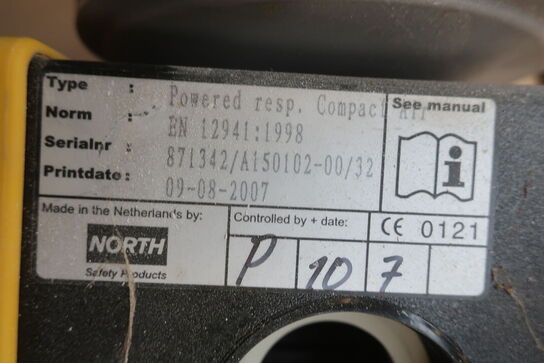 Type : Powered resp. Compact Air
See manual
Norm : EN 12941:1998
Serialnr : 871342/A150102-00/32
Printdate: 09-08-2007
Made in the Netherlands by:
NORTH
Safety Products
Controlled by + date:
CE 0121
P 10 7